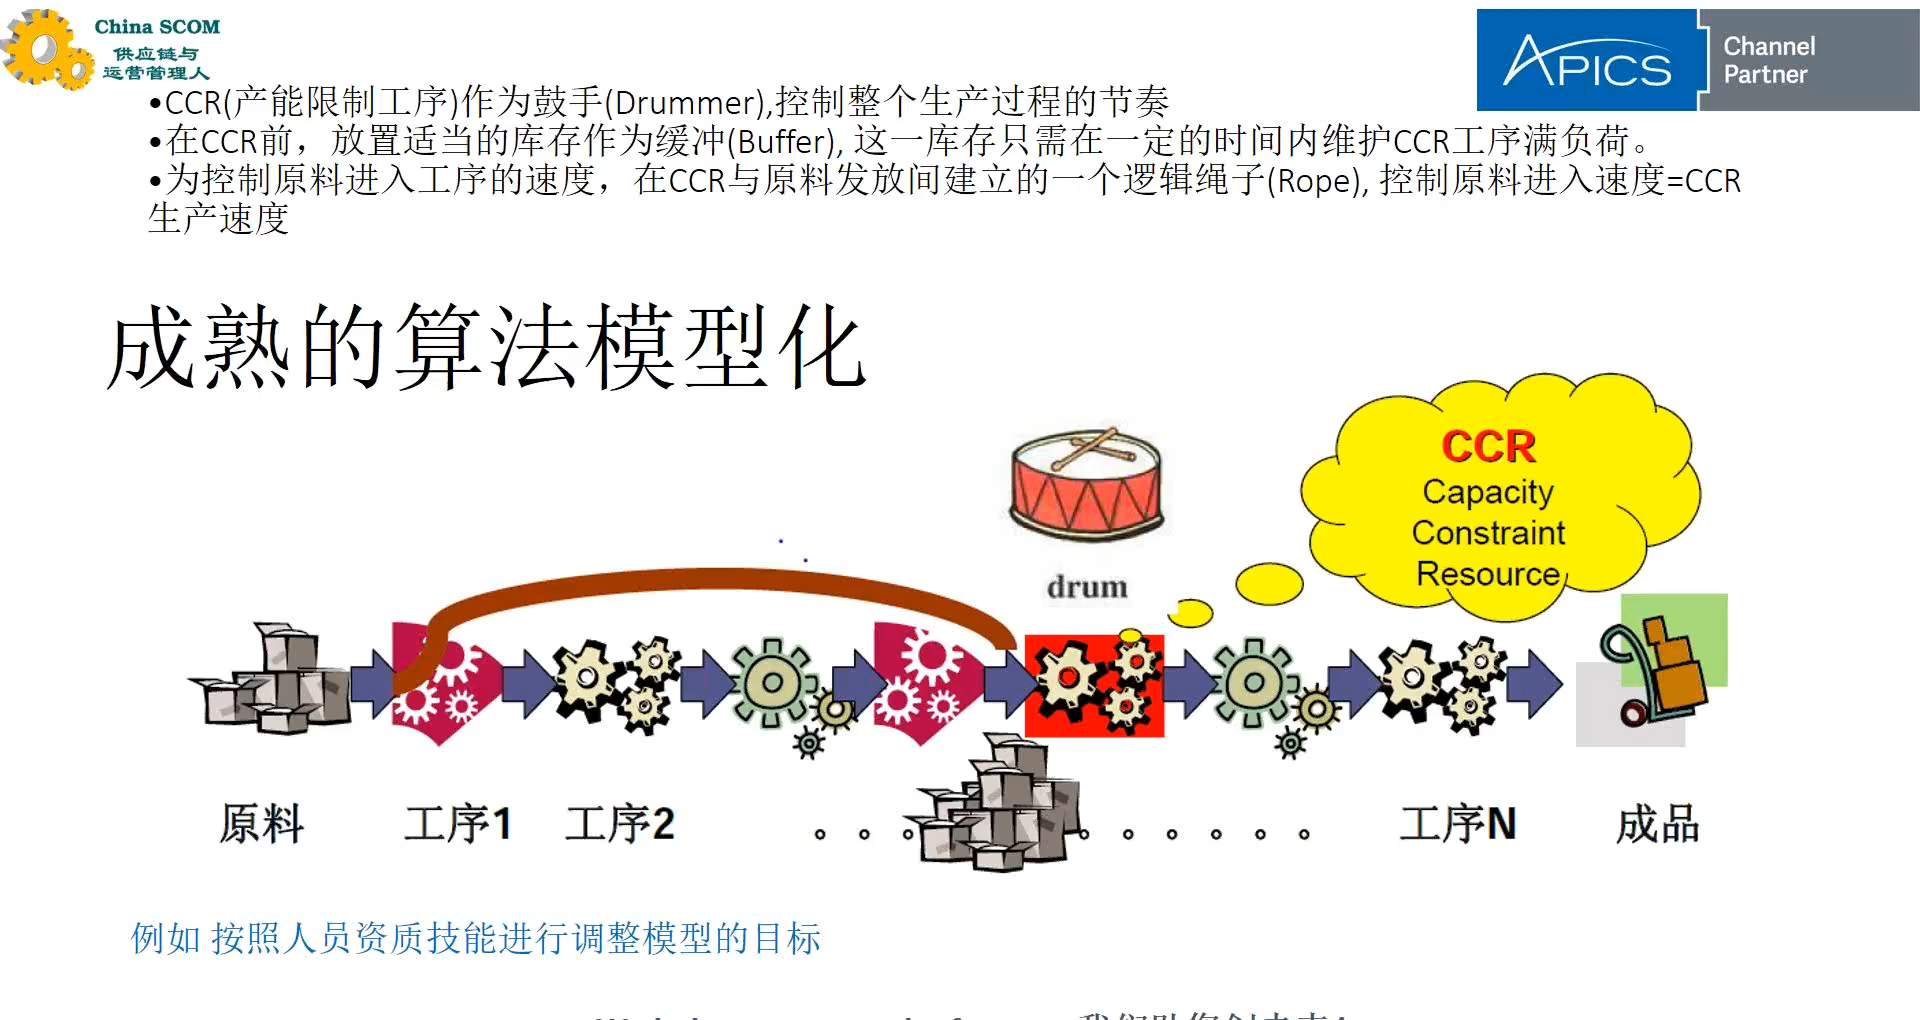 China SCOM
供应链与
运营管理人
APICS
Channel
Partner
•CCR(产能限制工序)作为鼓手(Drummer),控制整个生产过程的节奏
•在CCR前，放置适当的库存作为缓冲(Buffer), 这一库存只需在一定的时间内维护CCR工序满负荷。
•为控制原料进入工序的速度，在CCR与原料发放间建立的一个逻辑绳子(Rope), 控制原料进入速度=CCR
生产速度
成熟的算法模型化
CCR
Capacity
Constraint
Resource
drum
原料
工序1
工序2
。。。。。。。。。
工序N
成品
例如 按照人员资质技能进行调整模型的目标